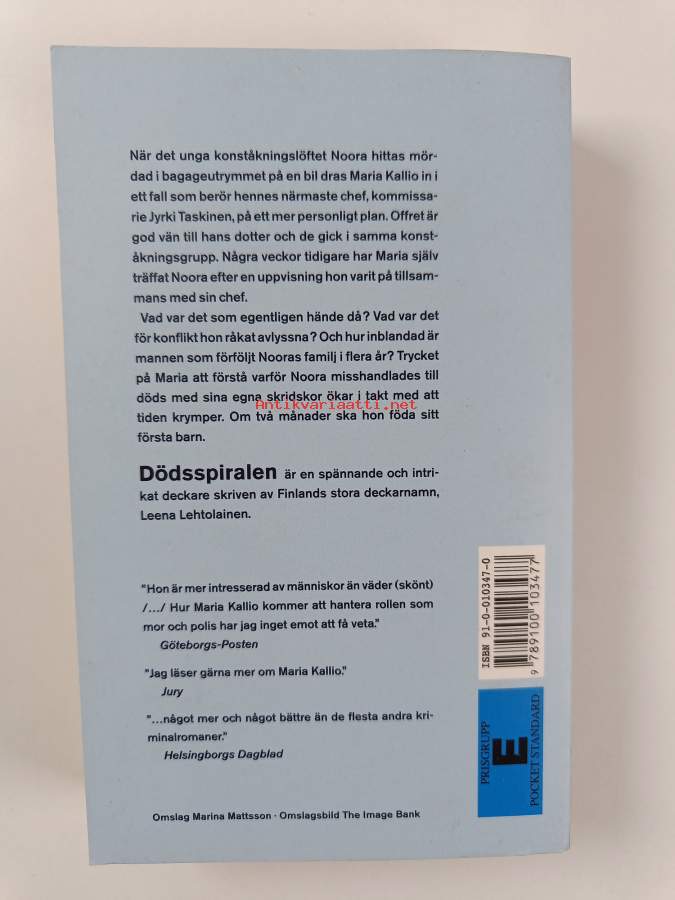 När det unga konståkningslöftet Noora hittas mör-
dad i bagageutrymmet på en bil dras Maria Kallio in i
ett fall som berör hennes närmaste chef, kommissa-
rie Jyrki Taskinen, på ett mer personligt plan. Offret är
god vän till hans dotter och de gick i samma konst-
åkningsgrupp. Några veckor tidigare har Maria själv
träffat Noora efter en uppvisning hon varit på tillsam-
mans med sin chef.
Vad var det som egentligen hände då? Vad var det
för konflikt hon råkat avlyssna? Och hur inblandad är
mannen som förföljt Nooras familj i flera år? Trycket
på Maria att förstå varför Noora misshandlades till
döds med sina egna skridskor ökar i takt med att
Antikvariaatti.net
tiden krymper. Om två månader ska hon föda sitt
första barn.
Dödsspiralen är en spännande och intri-
kat deckare skriven av Finlands stora deckarnamn,
Leena Lehtolainen.
"Hon är mer intresserad av människor än väder (skönt)
/.../ Hur Maria Kallio kommer att hantera rollen som
mor och polis har jag inget emot att få veta."
Göteborgs-Posten
"Jag läser gärna mer om Maria Kallio."
Jury
"...något mer och något bättre än de flesta andra kri-
minalromaner."
Helsingborgs Dagblad
Omslag Marina Mattsson · Omslagsbild The Image Bank
ISBN 91-0-010347-0
9 789100 103477
PRISGRUPP
E
POCKET STANDARD